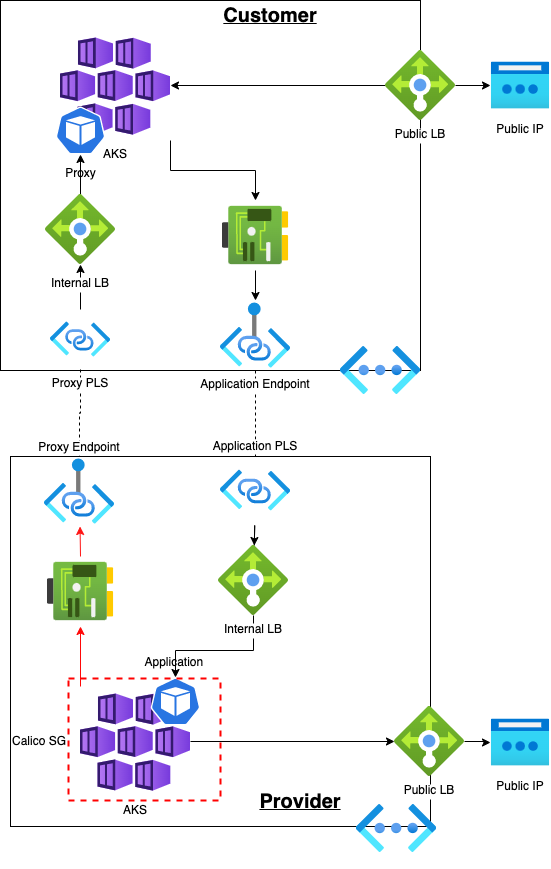 Customer
Public LB
Public IP
AKS
Proxy
Internal LB
Proxy PLS
Application Endpoint
Proxy Endpoint
Application PLS
Internal LB
Application
Calico SG
Public LB
Public IP
AKS
Provider